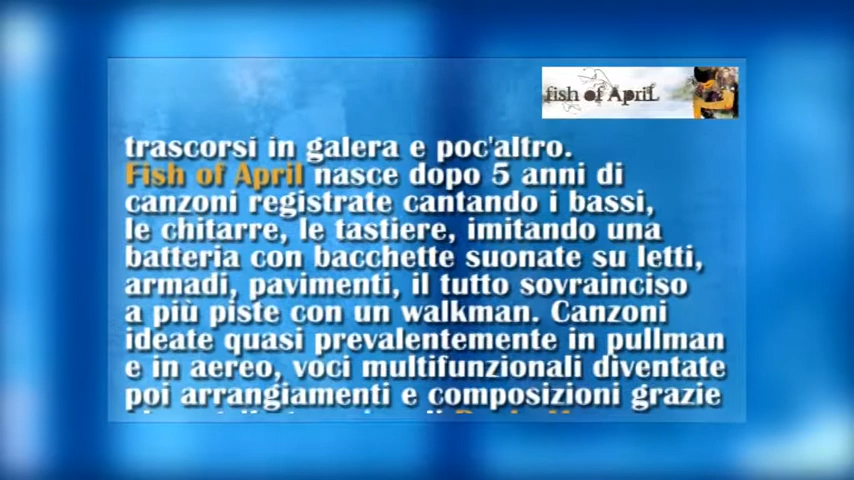 fish of ApriL
trascorsi in galera e poc'altro.
Fish of April nasce dopo 5 anni di
canzoni registrate cantando i bassi,
le chitarre, le tastiere, imitando una
batteria con bacchette suonate su letti,
armadi, pavimenti, il tutto sovrainciso
a più piste con un walkman. Canzoni
ideate quasi prevalentemente in pullman
e in aereo, voci multifunzionali diventate
poi arrangiamenti e composizioni grazie